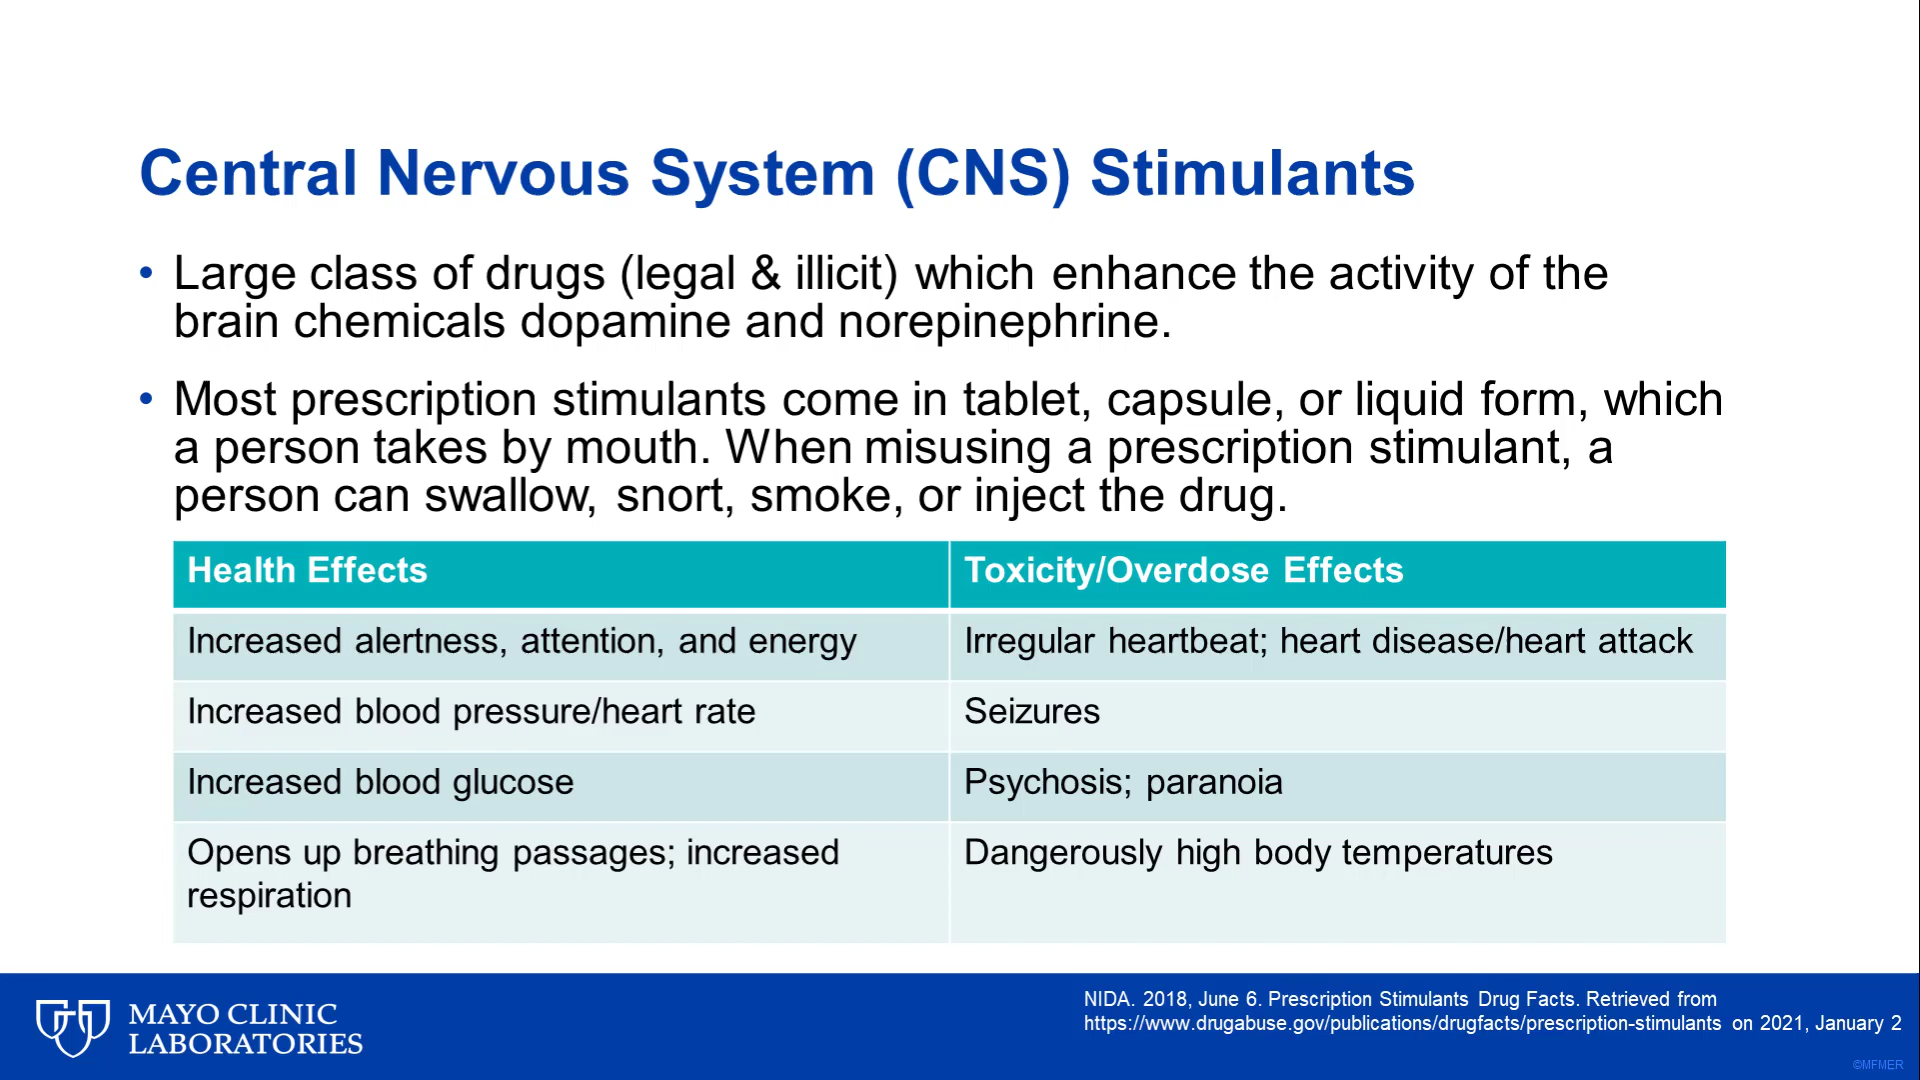 Central Nervous System (CNS) Stimulants
• Large class of drugs (legal & illicit) which enhance the activity of the
brain chemicals dopamine and norepinephrine.
• Most prescription stimulants come in tablet, capsule, or liquid form, which
a person takes by mouth. When misusing a prescription stimulant, a
person can swallow, snort, smoke, or inject the drug.
Health Effects
Toxicity/Overdose Effects
Increased alertness, attention, and energy
Irregular heartbeat; heart disease/heart attack
Increased blood pressure/heart rate
Seizures
Increased blood glucose
Psychosis; paranoia
Opens up breathing passages; increased
respiration
Dangerously high body temperatures
MAYO CLINIC
LABORATORIES
NIDA. 2018, June 6. Prescription Stimulants Drug Facts. Retrieved from
https://www.drugabuse.gov/publications/drugfacts/prescription-stimulants on 2021, January 2
©MFMER